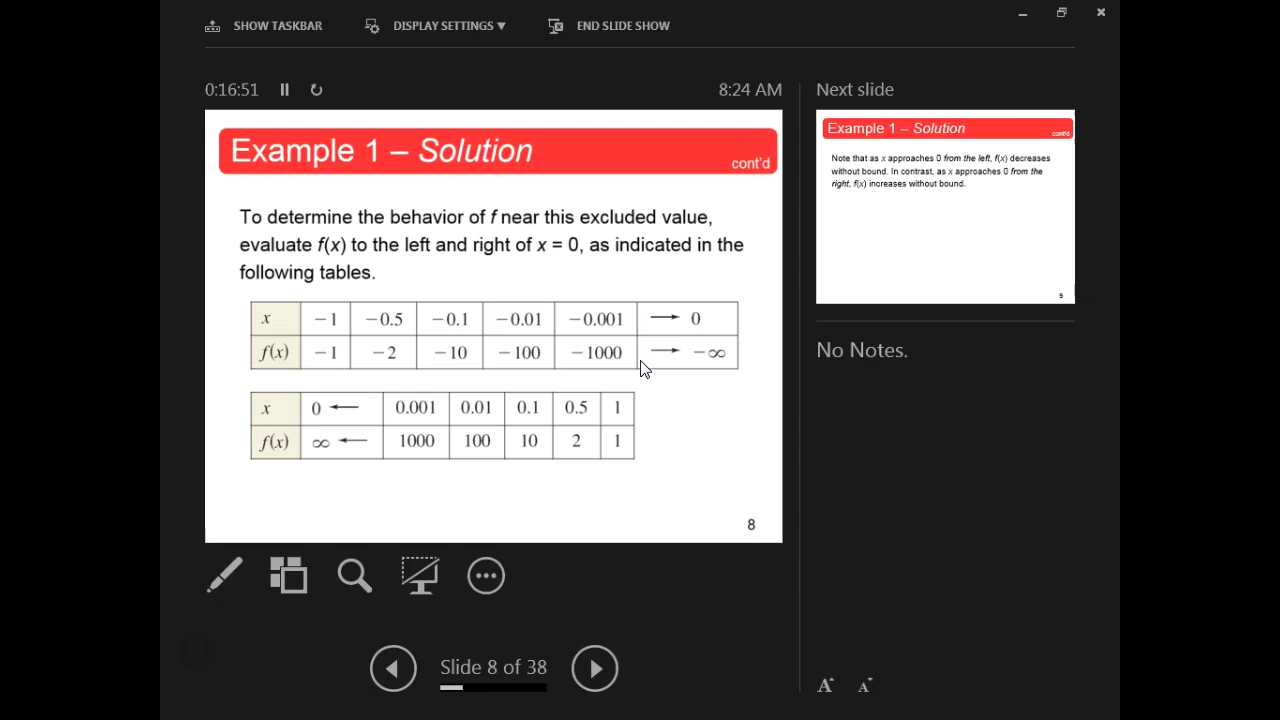 SHOW TASKBAR DISPLAY SETTINGS ▼ END SLIDE SHOW
0:16:51 8:24 AM
Example 1 – Solution
cont'd
To determine the behavior of f near this excluded value,
evaluate f(x) to the left and right of x = 0, as indicated in the
following tables.
x −1 −0.5 −0.1 −0.01 −0.001 → 0
f(x) −1 −2 −10 −100 −1000 → −∞
x 0 ← 0.001 0.01 0.1 0.5 1
f(x) ∞ ← 1000 100 10 2 1
8
Slide 8 of 38
Next slide
Example 1 – Solution
cont'd
Note that as x approaches 0 from the left, f(x) decreases
without bound. In contrast, as x approaches 0 from the
right, f(x) increases without bound.
9
No Notes.
A A